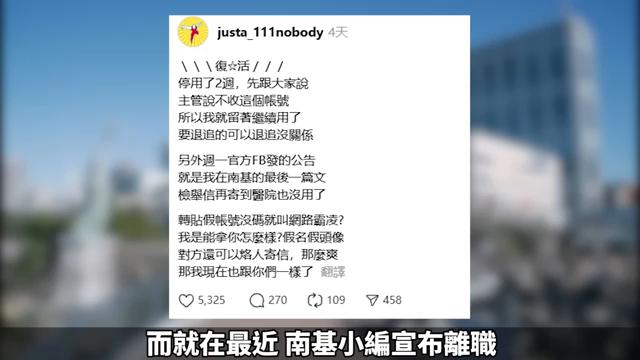 justa_111nobody 4天
\ \ \ 復☆活 / / /
停用了2週，先跟大家說
主管說不收這個帳號
所以我就留著繼續用了
要退追的可以退追沒關係
另外週一官方FB發的公告
就是我在南基的最後一篇文
檢舉信再寄到醫院也沒用了
轉貼假帳號沒碼就叫網路霸凌?
我是能拿你怎麼樣?假名假頭像
對方還可以烙人寄信，那麼爽
那我現在也跟你們一樣了 翻譯
5,325 270 109 458
而就在最近 南基小編宣布離職